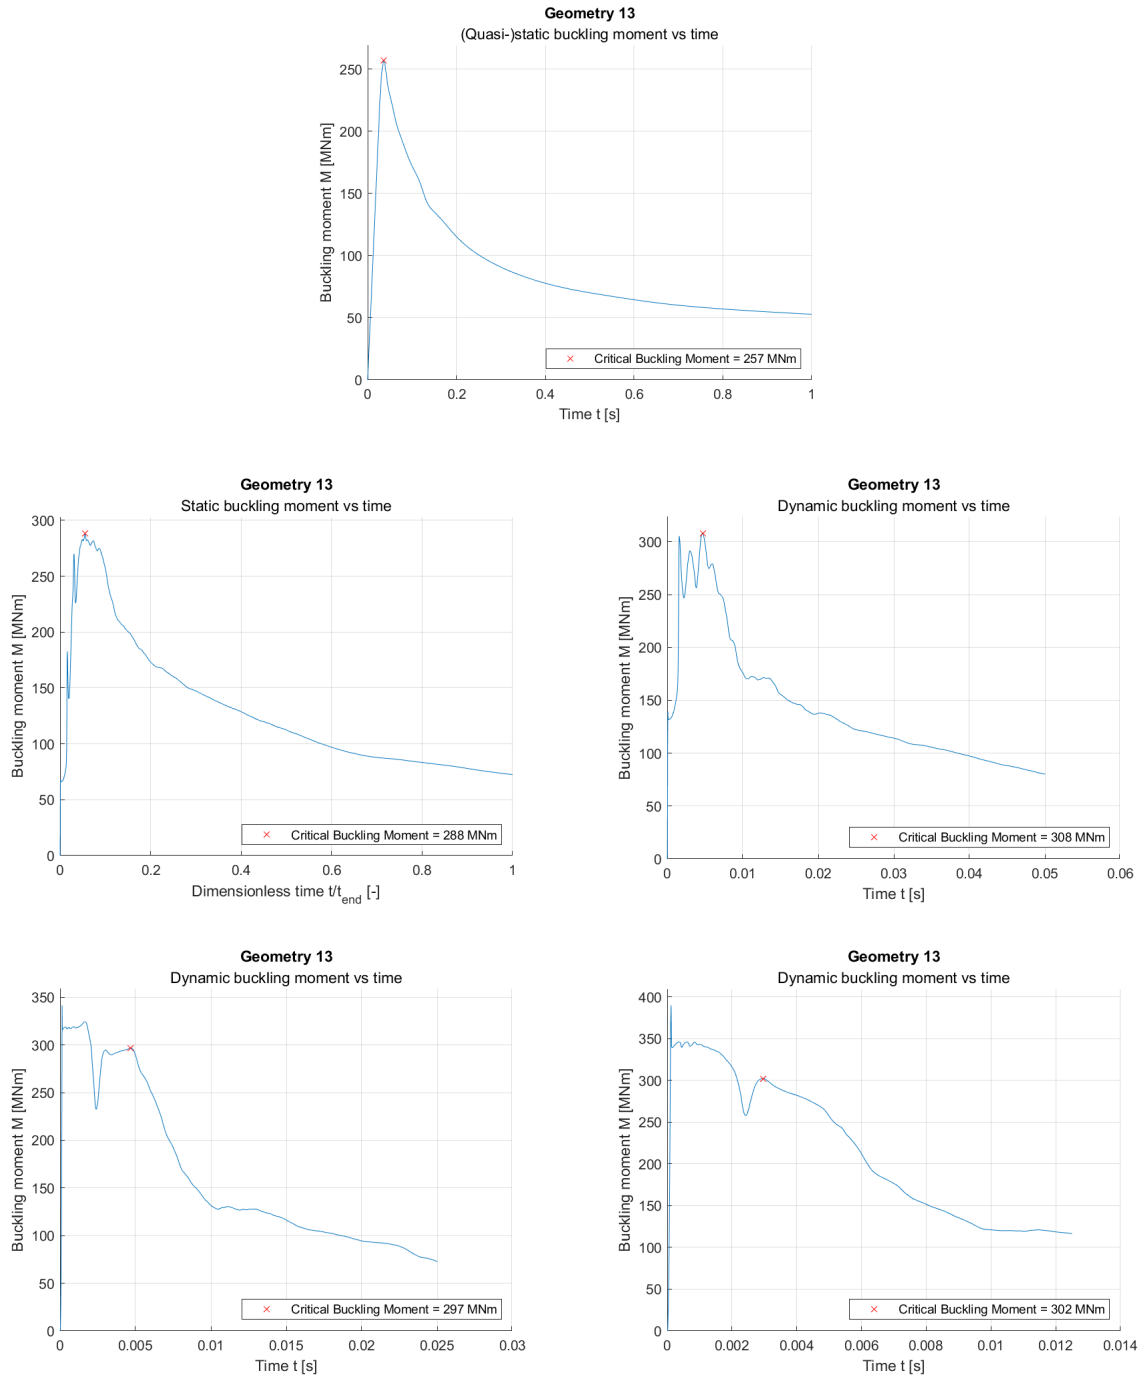 Geometry 13
(Quasi-)static buckling moment vs time
Buckling moment M [MNm]
250
200
150
100
50
0
Critical Buckling Moment = 257 MNm
0 0.2 0.4 0.6 0.8 1
Time t [s]
Geometry 13
Static buckling moment vs time
Buckling moment M [MNm]
300
250
200
150
100
50
0
Critical Buckling Moment = 288 MNm
0 0.2 0.4 0.6 0.8 1
Dimensionless time t/t_end [-]
Geometry 13
Dynamic buckling moment vs time
Buckling moment M [MNm]
300
250
200
150
100
50
0
Critical Buckling Moment = 308 MNm
0 0.01 0.02 0.03 0.04 0.05 0.06
Time t [s]
Geometry 13
Dynamic buckling moment vs time
Buckling moment M [MNm]
350
300
250
200
150
100
50
0
Critical Buckling Moment = 297 MNm
0 0.005 0.01 0.015 0.02 0.025 0.03
Time t [s]
Geometry 13
Dynamic buckling moment vs time
Buckling moment M [MNm]
400
350
300
250
200
150
100
50
0
Critical Buckling Moment = 302 MNm
0 0.002 0.004 0.006 0.008 0.01 0.012 0.014
Time t [s]